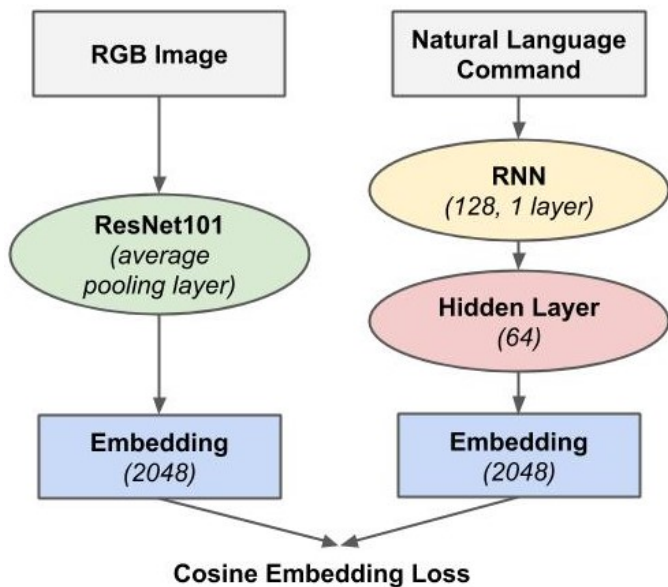 RGB Image
Natural Language
Command
ResNet101
(average
pooling layer)
RNN
(128, 1 layer)
Hidden Layer
(64)
Embedding
(2048)
Embedding
(2048)
Cosine Embedding Loss